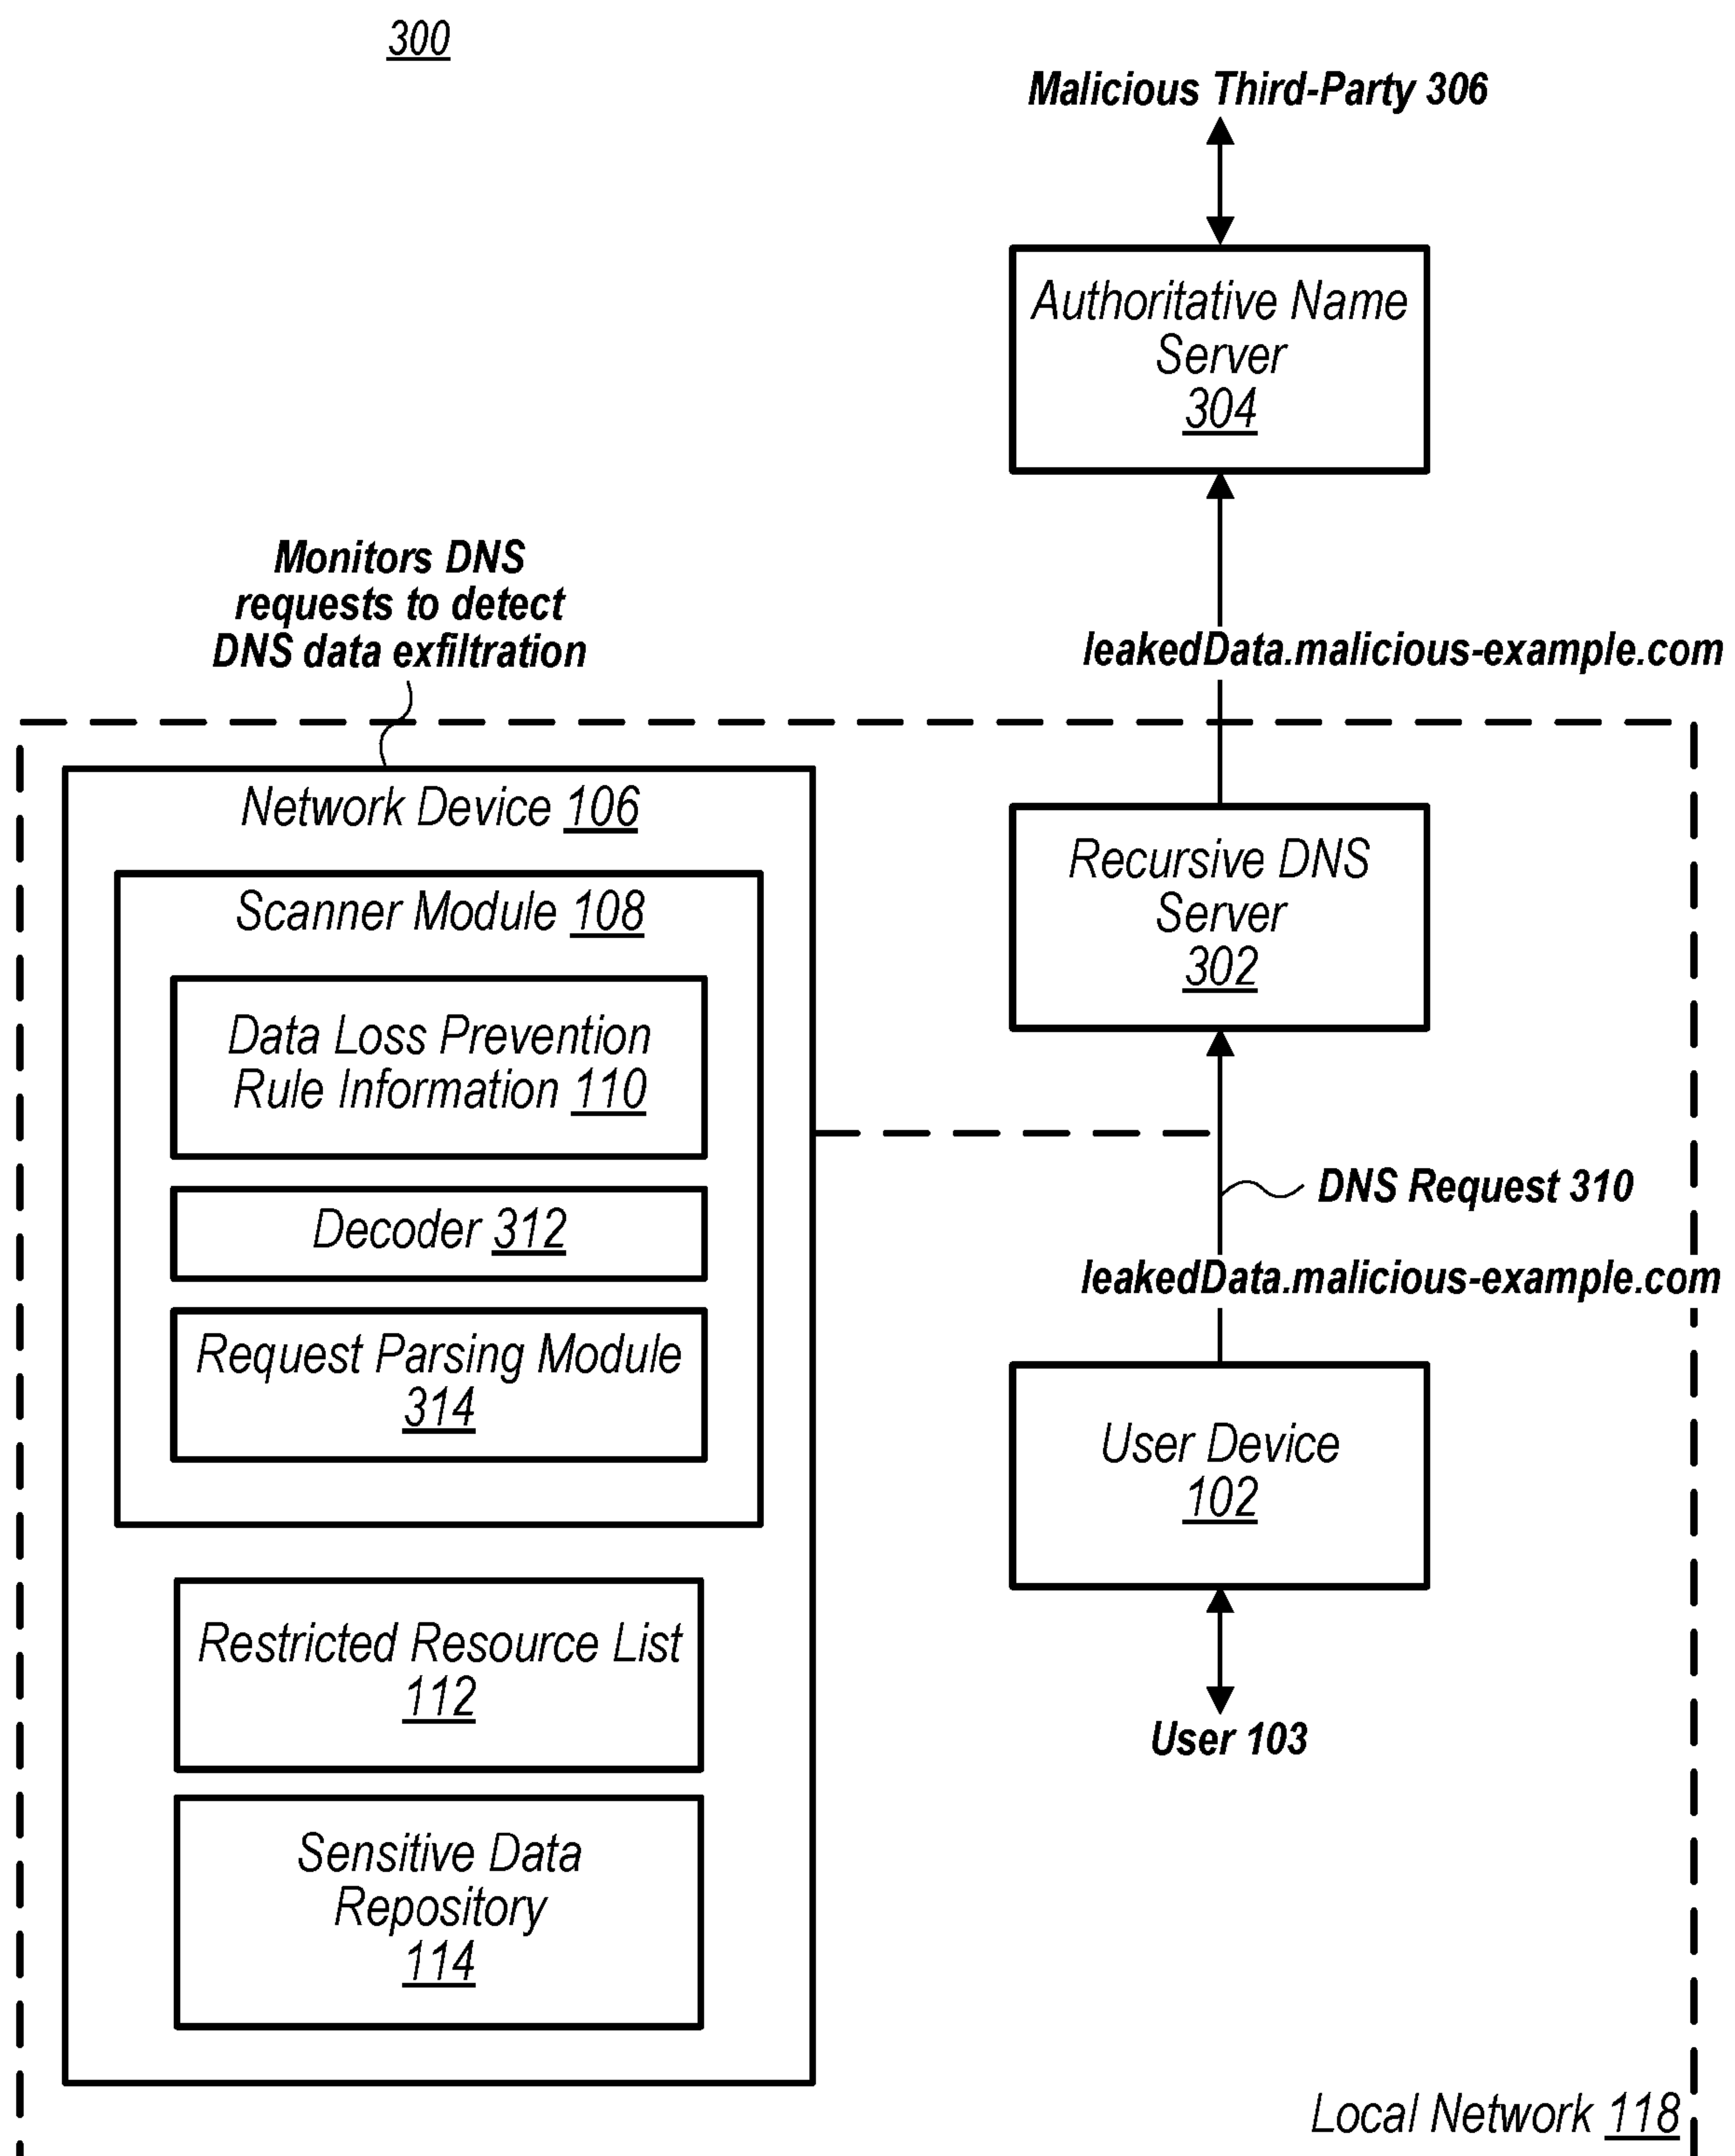 300
Malicious Third-Party 306
Authoritative Name
Server
304
Monitors DNS
requests to detect
DNS data exfiltration
leakedData.malicious-example.com
Network Device 106
Scanner Module 108
Data Loss Prevention
Rule Information 110
Decoder 312
Request Parsing Module
314
Restricted Resource List
112
Sensitive Data
Repository
114
Recursive DNS
Server
302
DNS Request 310
leakedData.malicious-example.com
User Device
102
User 103
Local Network 118